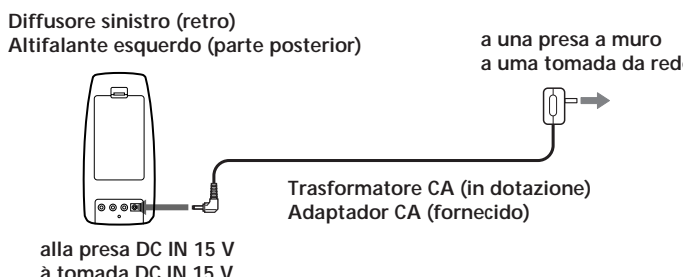 Diffusore sinistro (retro)
Altifalante esquerdo (parte posterior)
a una presa a muro
a uma tomada da rede
Trasformatore CA (in dotazione)
Adaptador CA (fornecido)
alla presa DC IN 15 V
à tomada DC IN 15 V